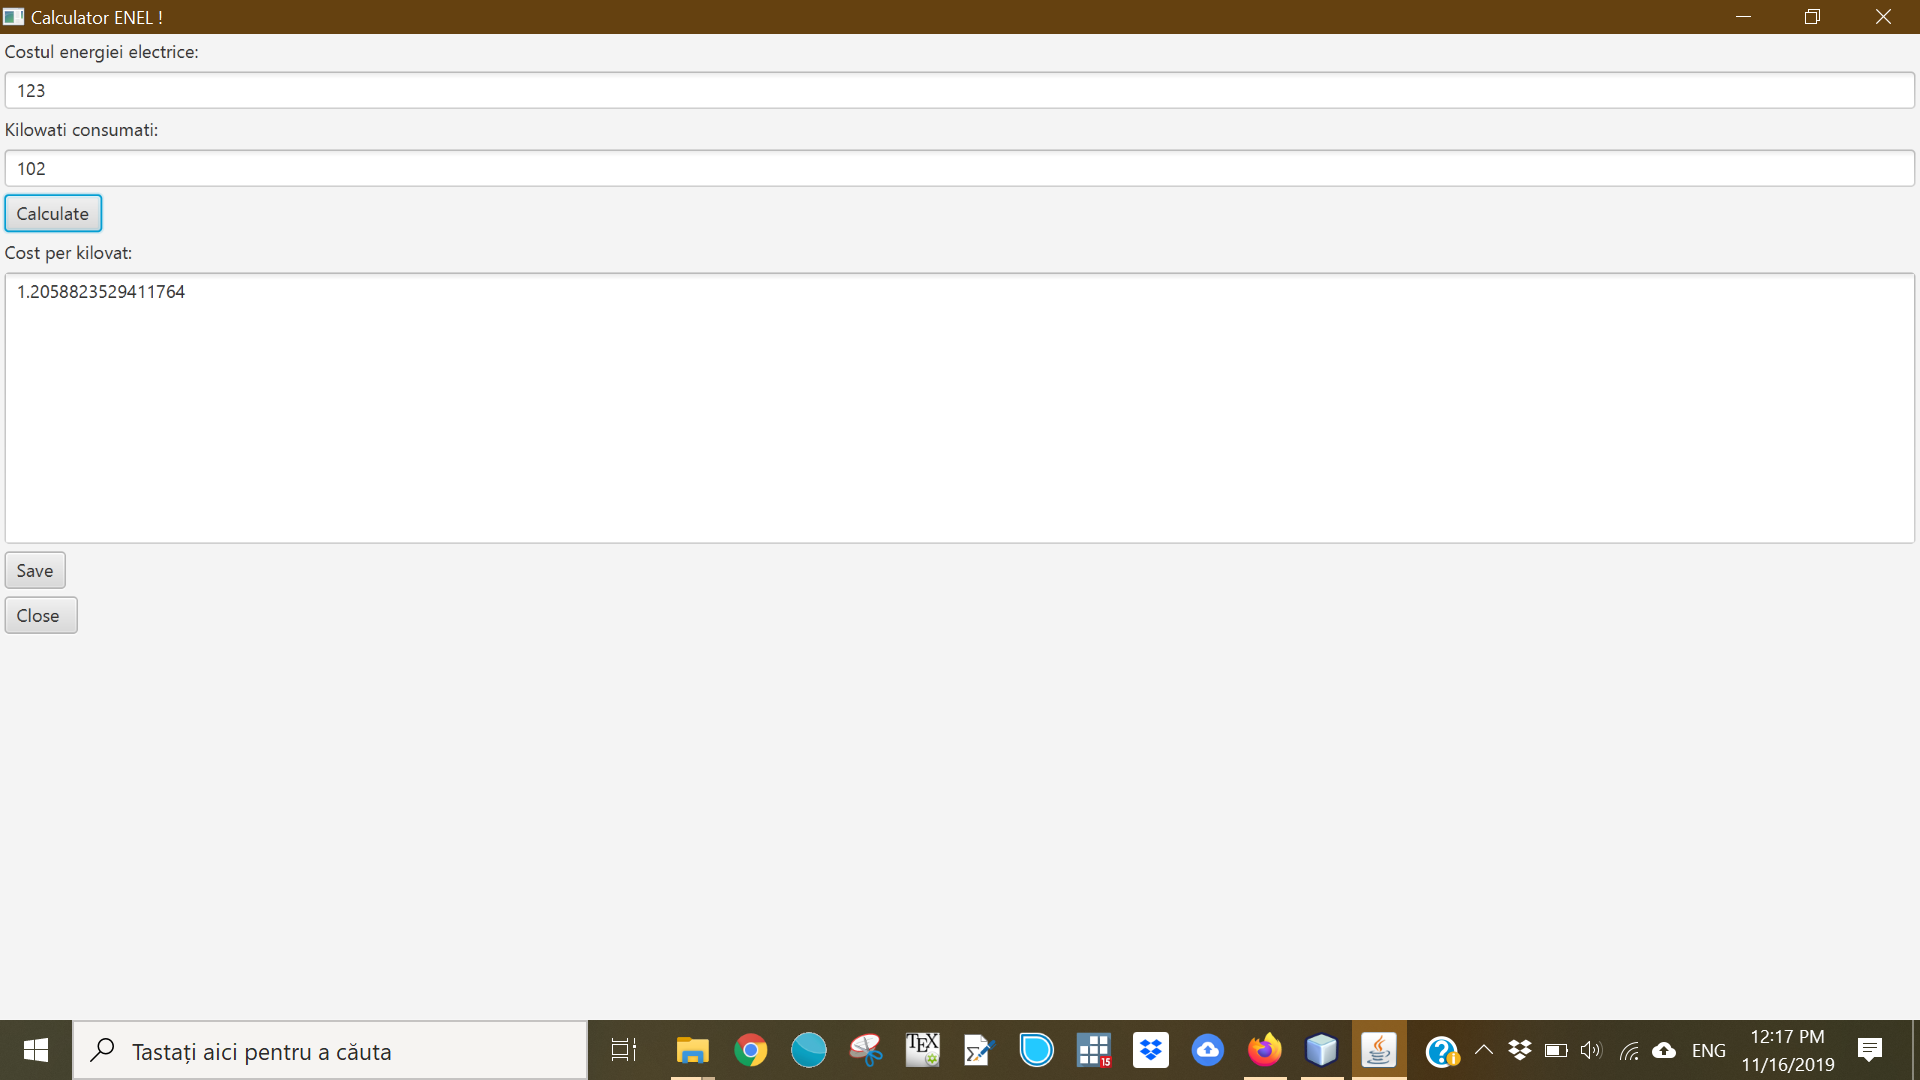 Calculator ENEL !
Costul energiei electrice:
123
Kilowati consumati:
102
Calculate
Cost per kilovat:
1.2058823529411764
Save
Close
Tastați aici pentru a căuta
TEX
15
ENG
12:17 PM
11/16/2019